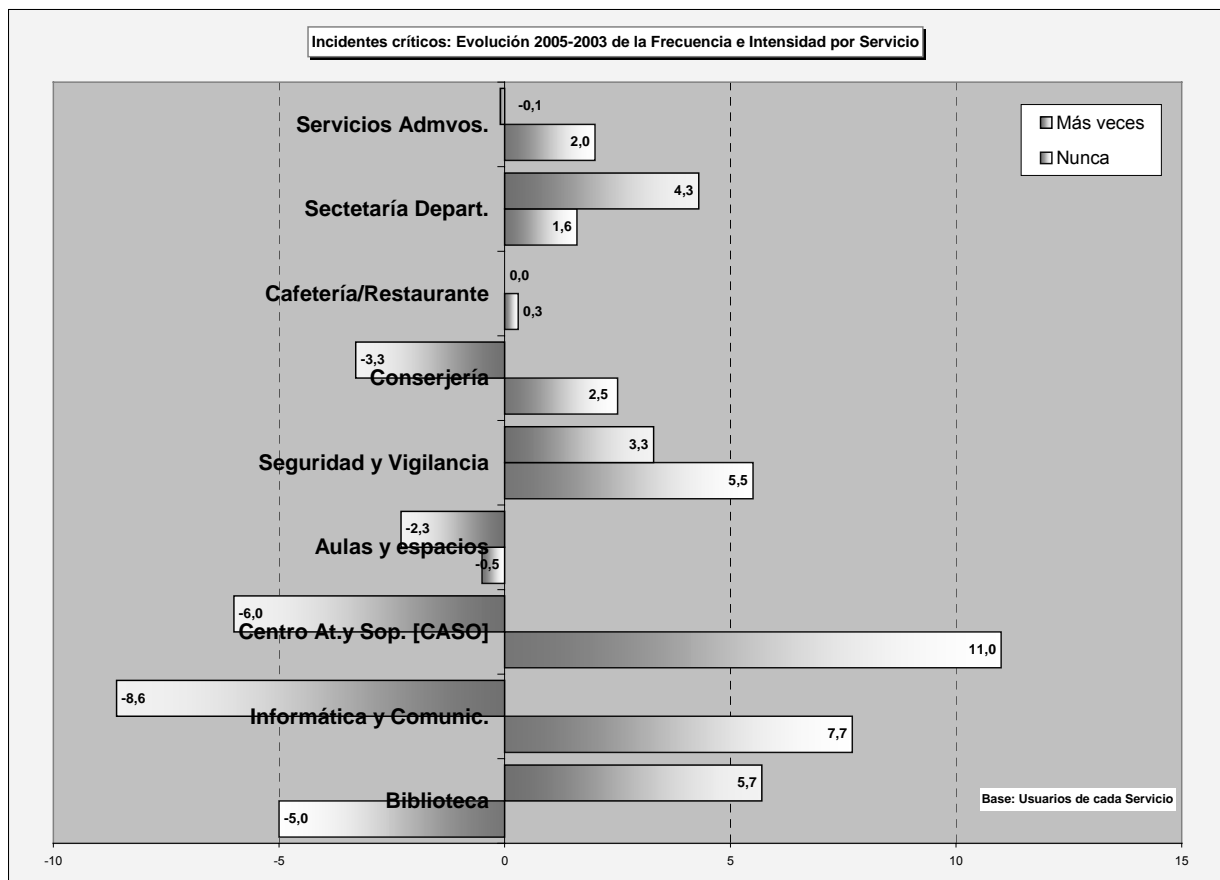 Incidentes críticos: Evolución 2005-2003 de la Frecuencia e Intensidad por Servicio
Más veces
Nunca
Servicios Admvos.
-0,1
2,0
Sectetaría Depart.
4,3
1,6
Cafetería/Restaurante
0,0
0,3
Conserjería
-3,3
2,5
Seguridad y Vigilancia
3,3
5,5
Aulas y espacios
-2,3
-0,5
Centro At.y Sop. [CASO]
-6,0
11,0
Informática y Comunic.
-8,6
7,7
Biblioteca
5,7
-5,0
Base: Usuarios de cada Servicio
-10 -5 0 5 10 15